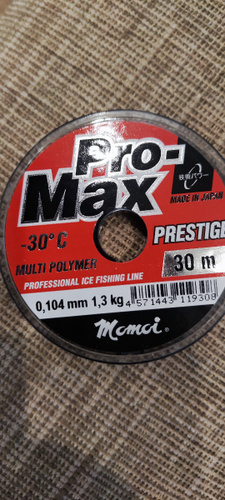 Pro-
Max
MADE IN JAPAN
-30°C
PRESTIGE
MULTI POLYMER
30 m
PROFESSIONAL ICE FISHING LINE
0,104 mm 1,3 kg
4 571443 119308
Momoi®